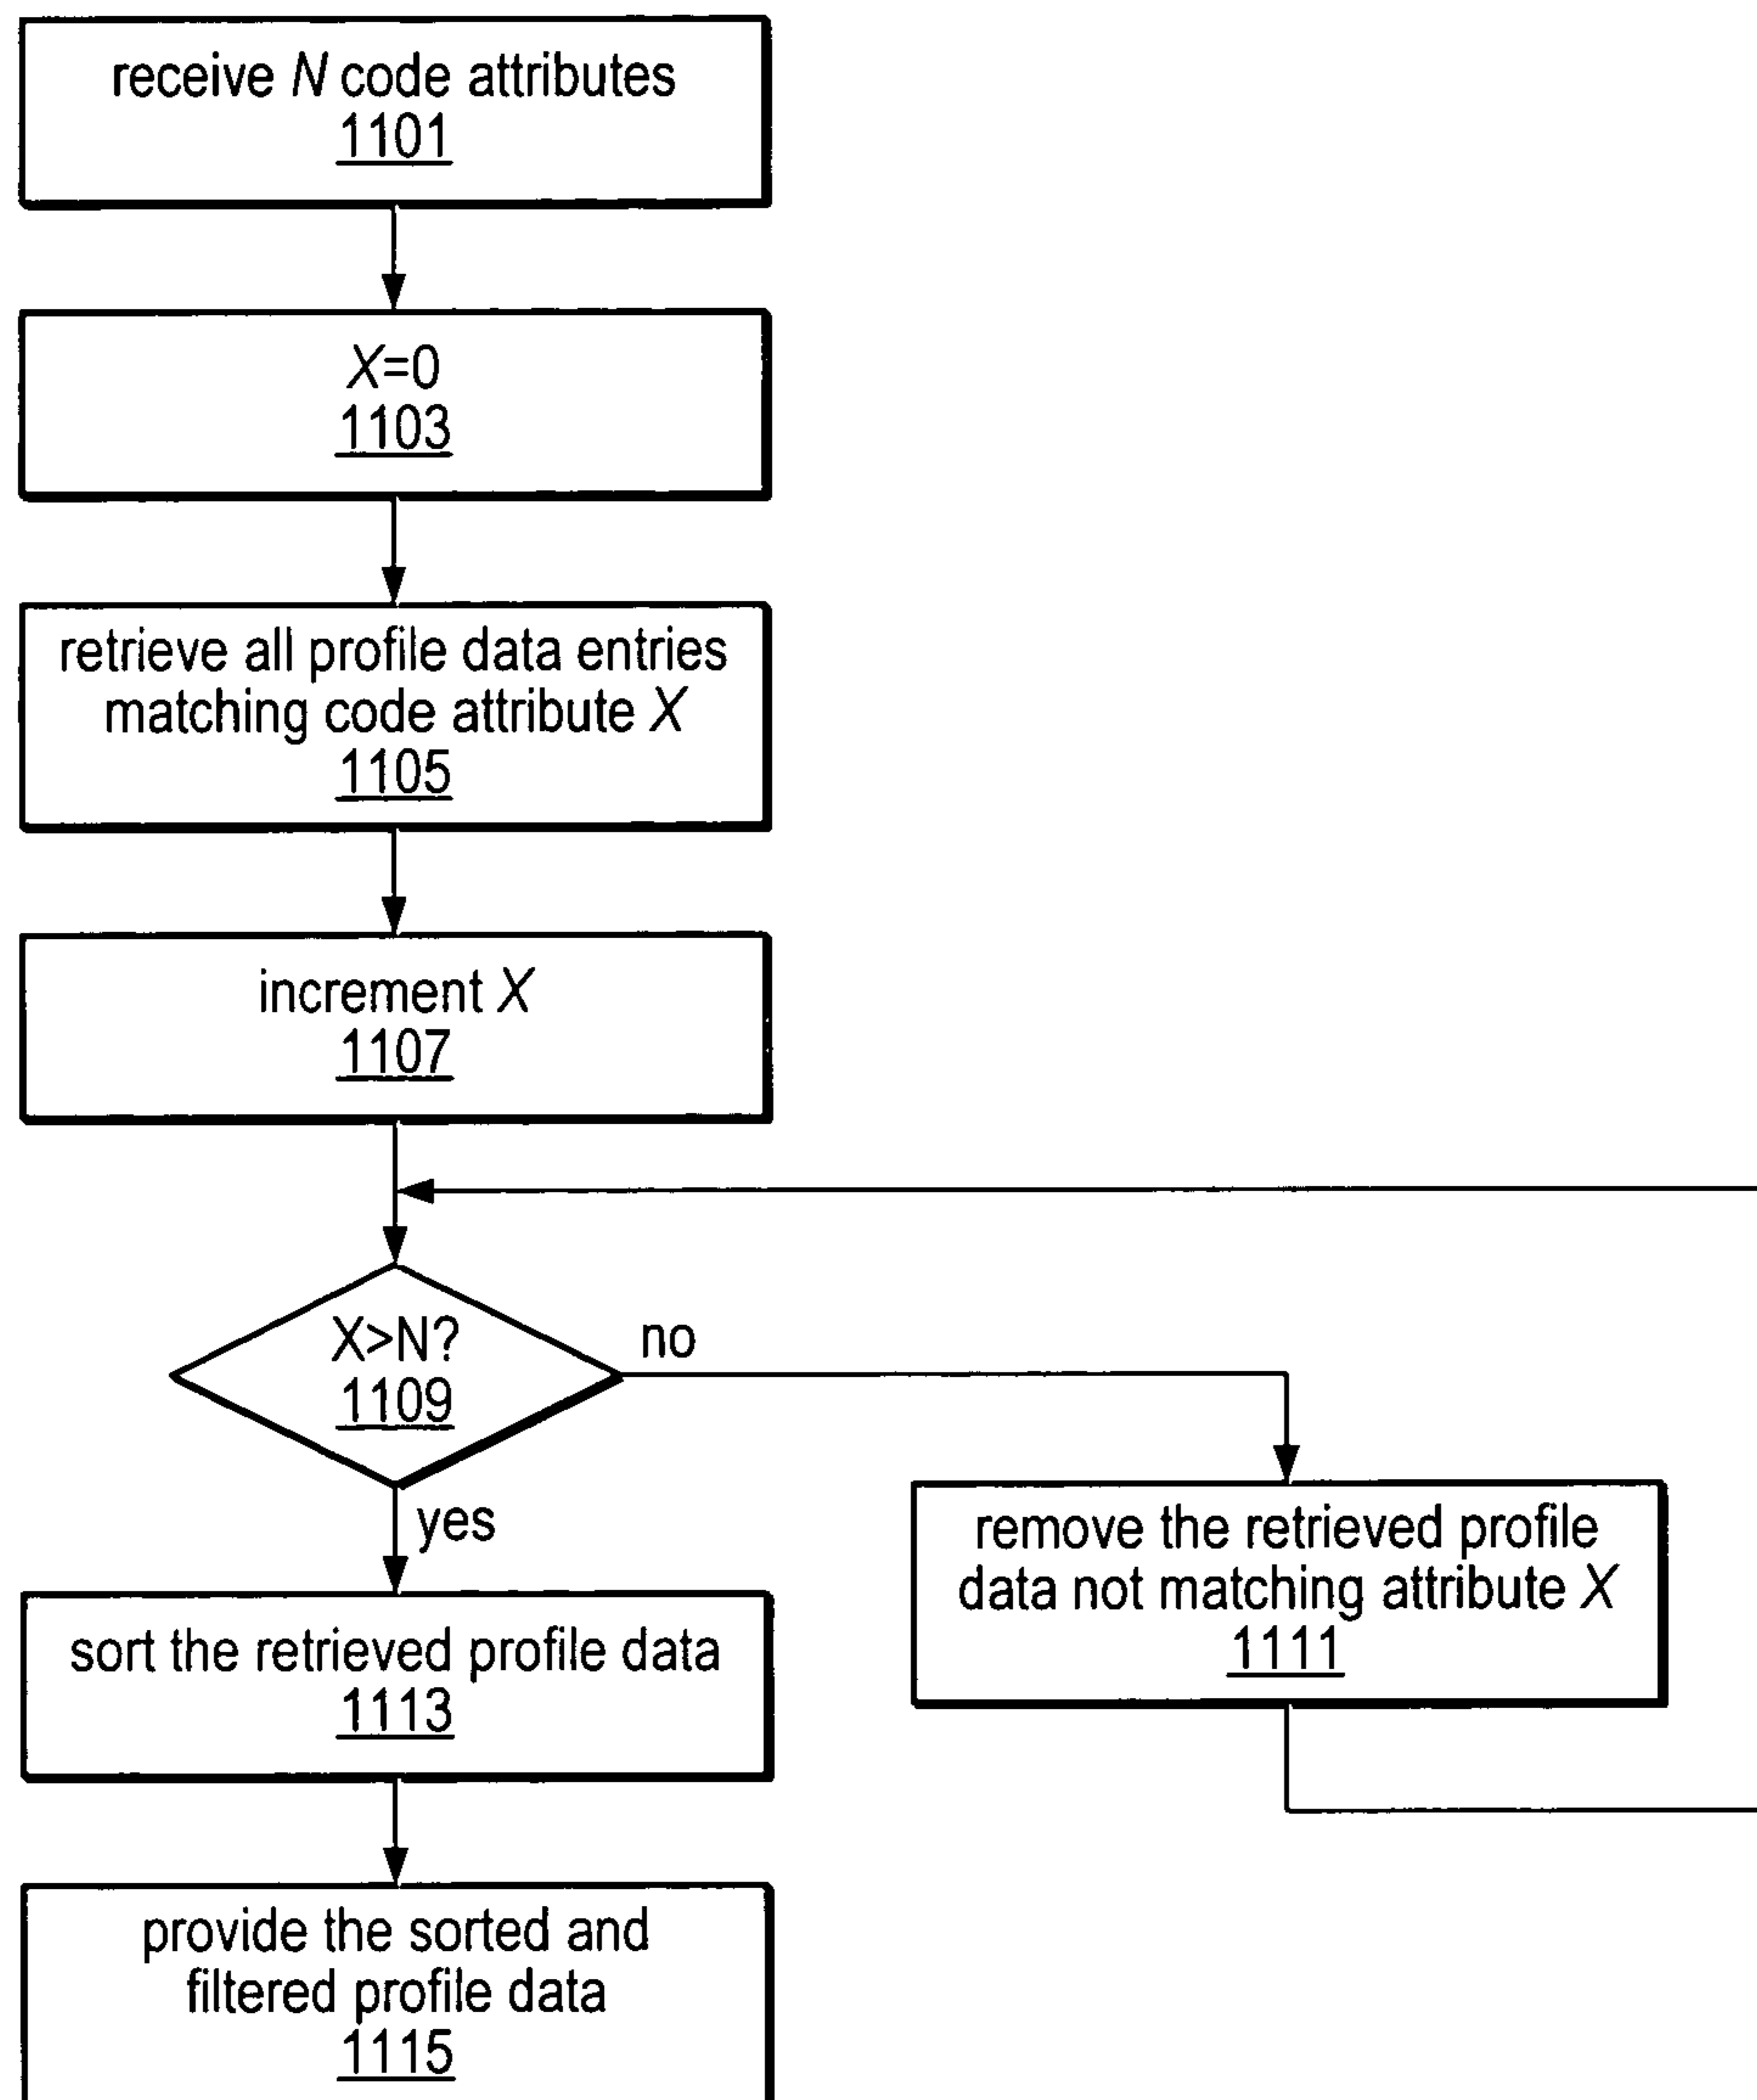 receive N code attributes
1101
X=0
1103
retrieve all profile data entries
matching code attribute X
1105
increment X
1107
X>N?
1109
no
yes
remove the retrieved profile
data not matching attribute X
1111
sort the retrieved profile data
1113
provide the sorted and
filtered profile data
1115